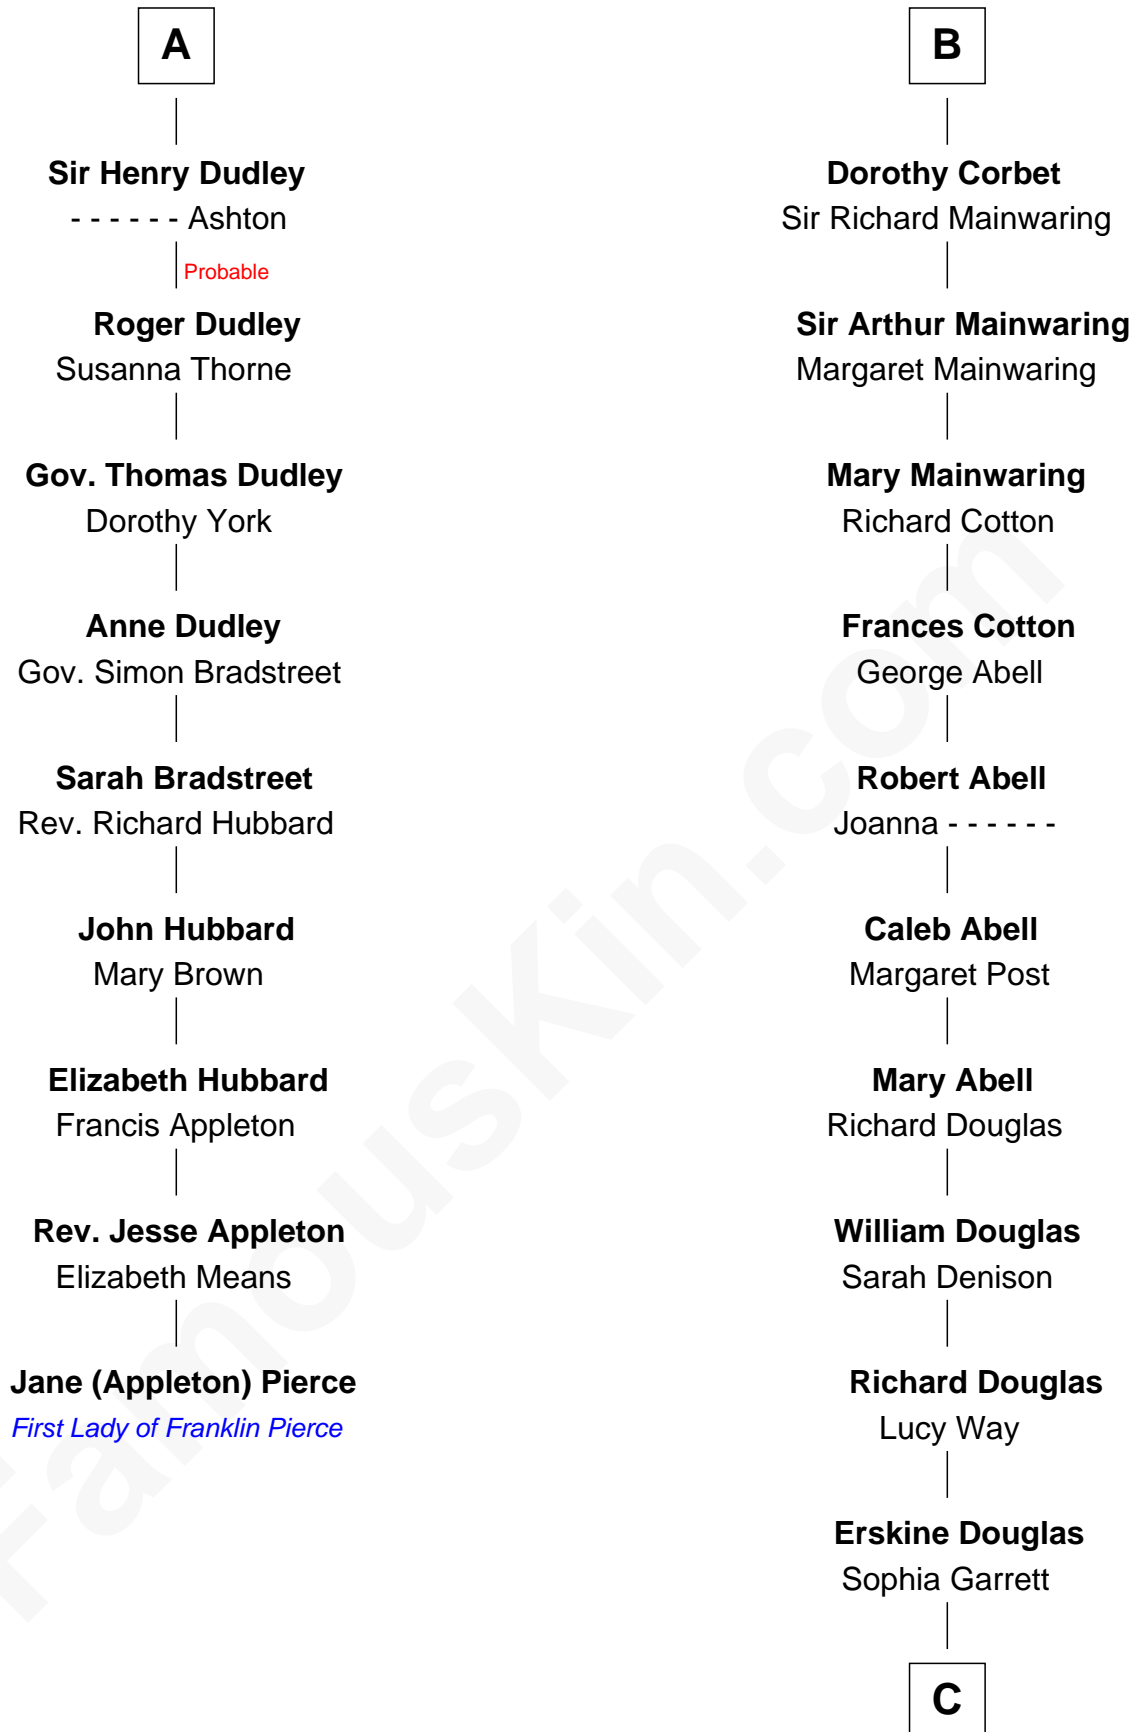 A
Sir Henry Dudley
- - - - - - Ashton
Probable
Roger Dudley
Susanna Thorne
Gov. Thomas Dudley
Dorothy York
Anne Dudley
Gov. Simon Bradstreet
Sarah Bradstreet
Rev. Richard Hubbard
John Hubbard
Mary Brown
Elizabeth Hubbard
Francis Appleton
Rev. Jesse Appleton
Elizabeth Means
Jane (Appleton) Pierce
First Lady of Franklin Pierce
B
Dorothy Corbet
Sir Richard Mainwaring
Sir Arthur Mainwaring
Margaret Mainwaring
Mary Mainwaring
Richard Cotton
Frances Cotton
George Abell
Robert Abell
Joanna - - - - - -
Caleb Abell
Margaret Post
Mary Abell
Richard Douglas
William Douglas
Sarah Denison
Richard Douglas
Lucy Way
Erskine Douglas
Sophia Garrett
C
FamousKin.com